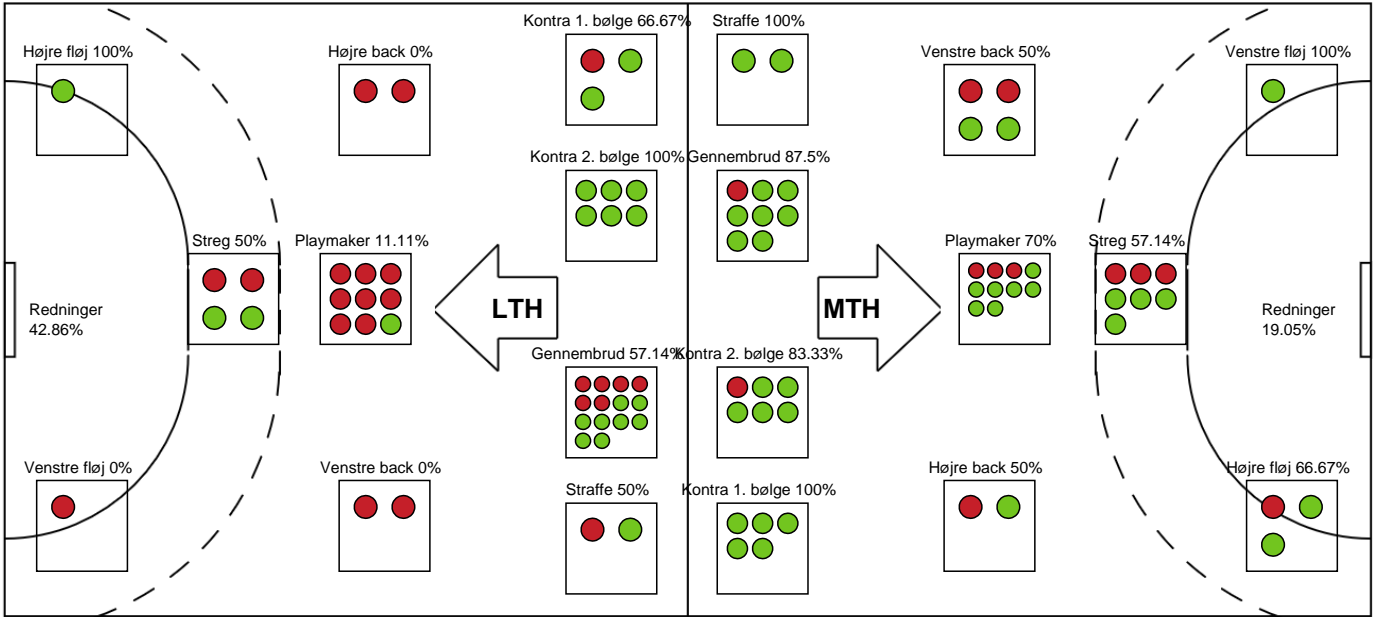 Kontra 1. bølge 66.67%
Straffe 100%
Højre fløj 100%
Højre back 0%
Venstre back 50%
Venstre fløj 100%
Kontra 2. bølge 100%
Gennembrud 87.5%
Streg 50%
Playmaker 11.11%
Playmaker 70%
Streg 57.14%
Redninger
42.86%
LTH
MTH
Redninger
19.05%
Gennembrud 57.14%
Kontra 2. bølge 83.33%
Venstre fløj 0%
Venstre back 0%
Højre back 50%
Højre fløj 66.67%
Straffe 50%
Kontra 1. bølge 100%